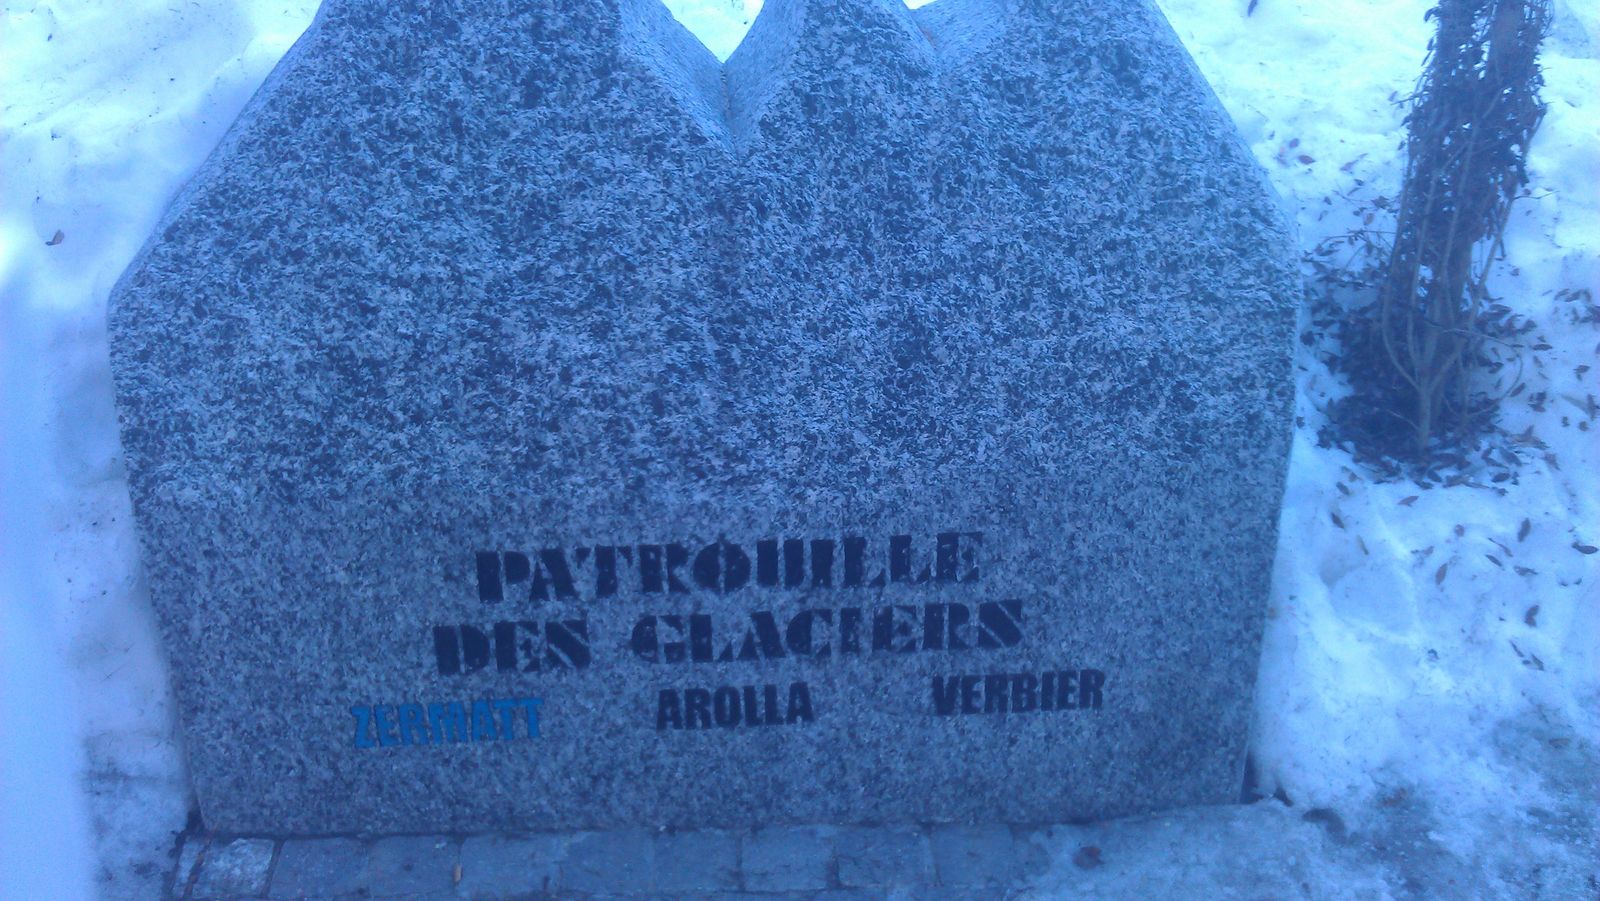 PATROUILLE
DES GLACIERS
ZERMATT AROLLA VERBIER